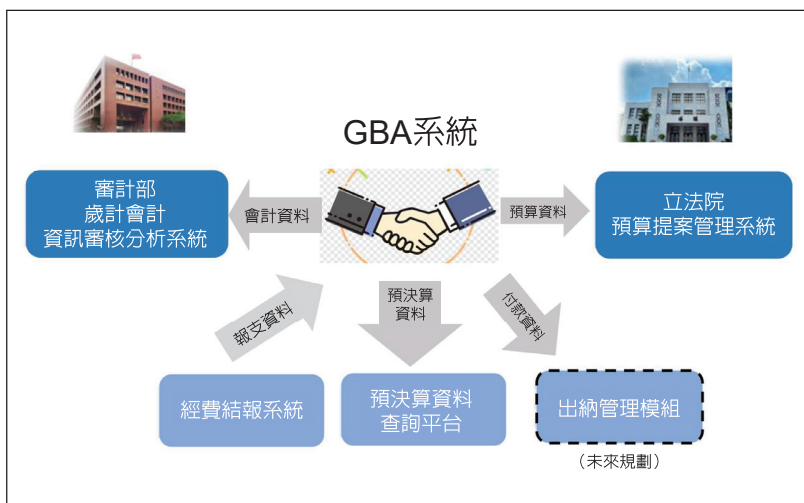 GBA系統
審計部
歲計會計
資訊審核分析系統
會計資料
預算資料
立法院
預算提案管理系統
報支資料
預決算
資料
付款資料
經費結報系統
預決算資料
查詢平台
出納管理模組
（未來規劃）